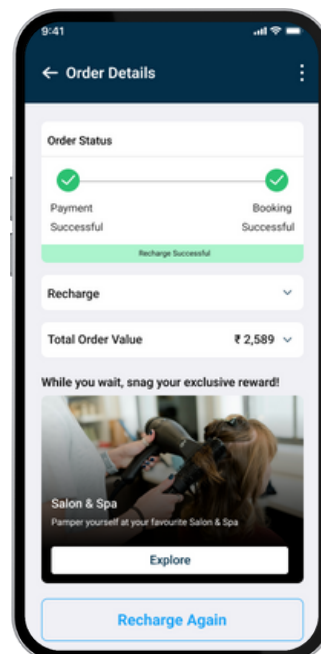 9:41
Order Details
Order Status
Payment Booking
Successful Successful
Recharge Successful
Recharge
Total Order Value ₹ 2,589
While you wait, snag your exclusive reward!
Salon & Spa
Pamper yourself at your favourite Salon & Spa
Explore
Recharge Again